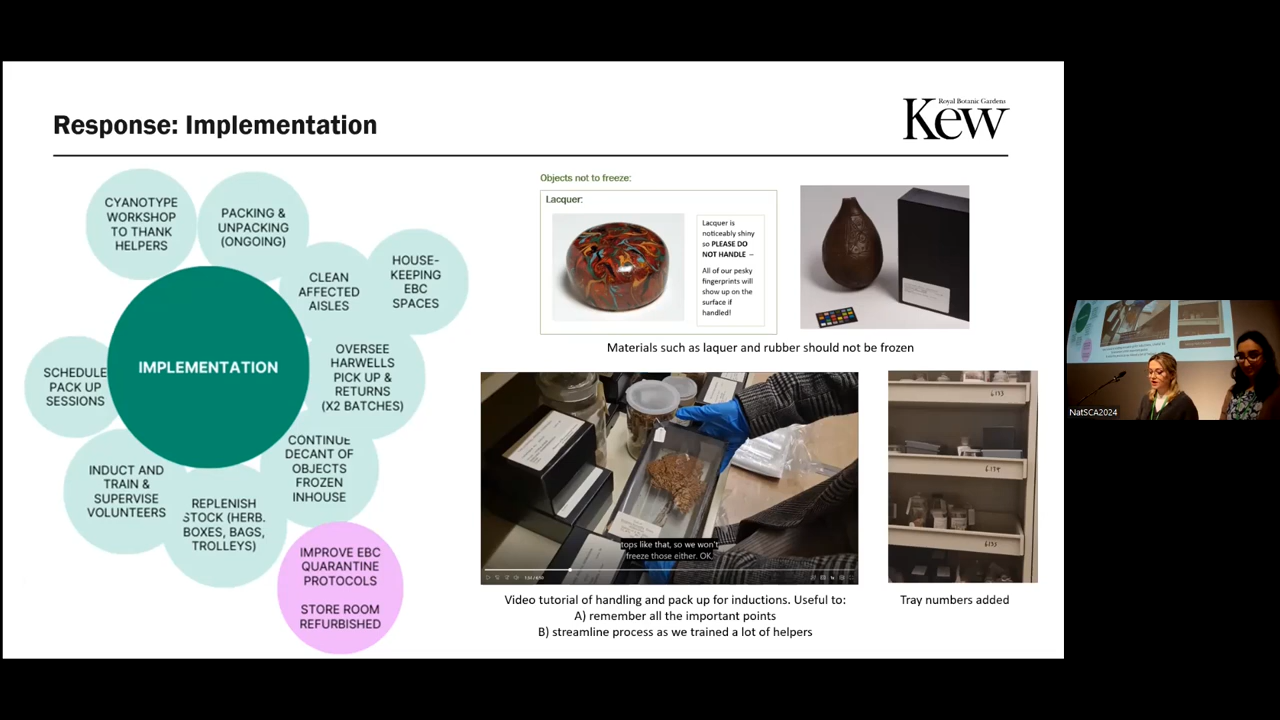 Response: Implementation
Royal Botanic Gardens
Kew
CYANOTYPE
WORKSHOP
TO THANK
HELPERS
PACKING &
UNPACKING
(ONGOING)
CLEAN
AFFECTED
AISLES
HOUSE-
KEEPING
EBC
SPACES
IMPLEMENTATION
SCHEDULE
PACK UP
SESSIONS
OVERSEE
HARWELLS
PICK UP &
RETURNS
(X2 BATCHES)
CONTINUE
DECANT OF
OBJECTS
FROZEN
INHOUSE
INDUCT AND
TRAIN &
SUPERVISE
VOLUNTEERS
REPLENISH
STOCK (HERB.
BOXES, BAGS,
TROLLEYS)
IMPROVE EBC
QUARANTINE
PROTOCOLS
STORE ROOM
REFURBISHED
Objects not to freeze:
Lacquer:
Lacquer is
noticeably shiny
so PLEASE DO
NOT HANDLE –
All of our pesky
fingerprints will
show up on the
surface if
handled!
Materials such as laquer and rubber should not be frozen
tops like that, so we won't
freeze those either. OK,
Video tutorial of handling and pack up for inductions. Useful to:
A) remember all the important points
B) streamline process as we trained a lot of helpers
Tray numbers added
NatSCA2024